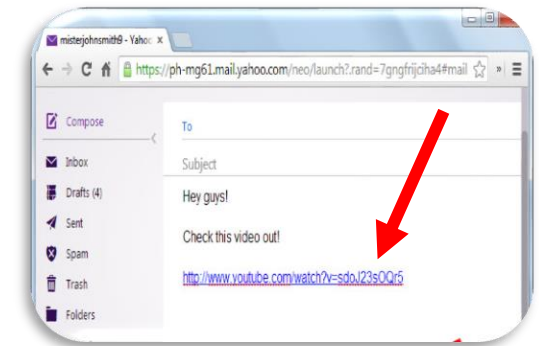 misterjohnsmith9 - Yahoo
https://ph-mg61.mail.yahoo.com/neo/launch?.rand=7gngfrijciha4#mail
Compose
To
Inbox
Subject
Drafts (4)
Hey guys!
Sent
Check this video out!
Spam
Trash
http://www.youtube.com/watch?v=sdoJ23sOQr5
Folders